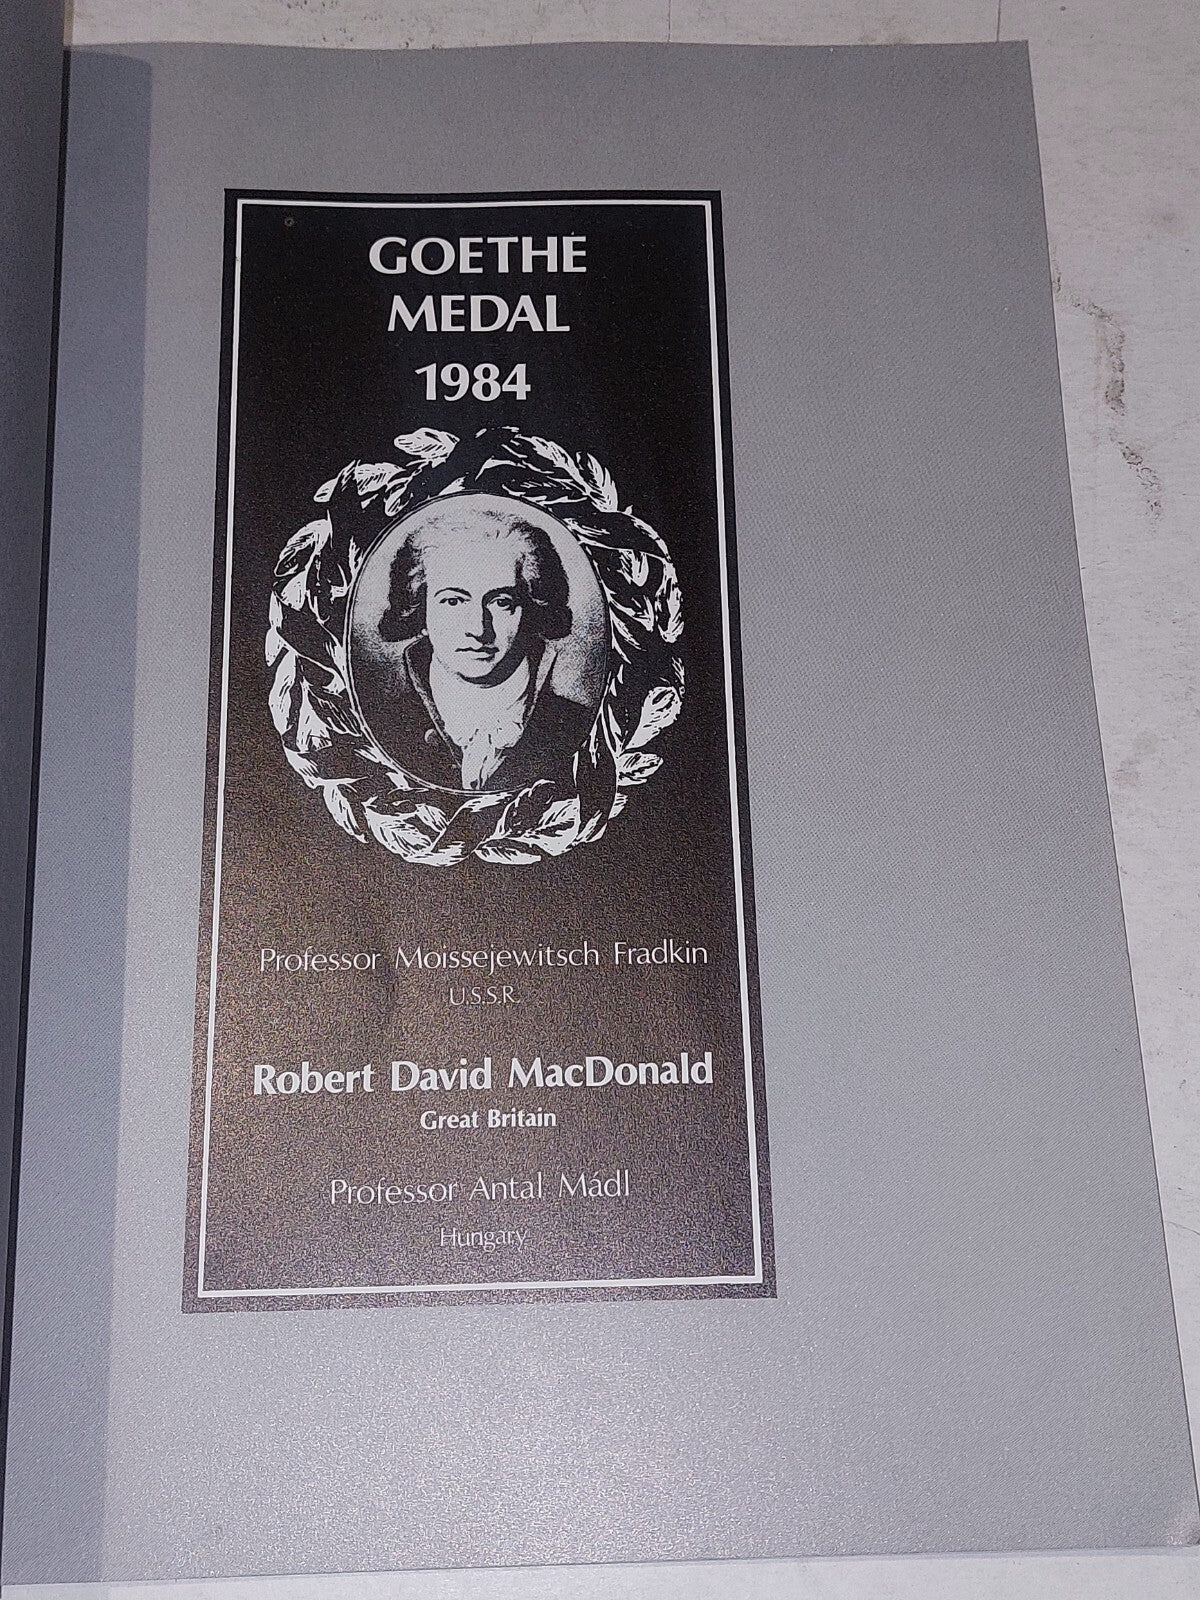 GOETHE
MEDAL
1984
Professor Moissejewitsch Fradkin
U.S.S.R.
Robert David MacDonald
Great Britain
Professor Antal Mádl
Hungary